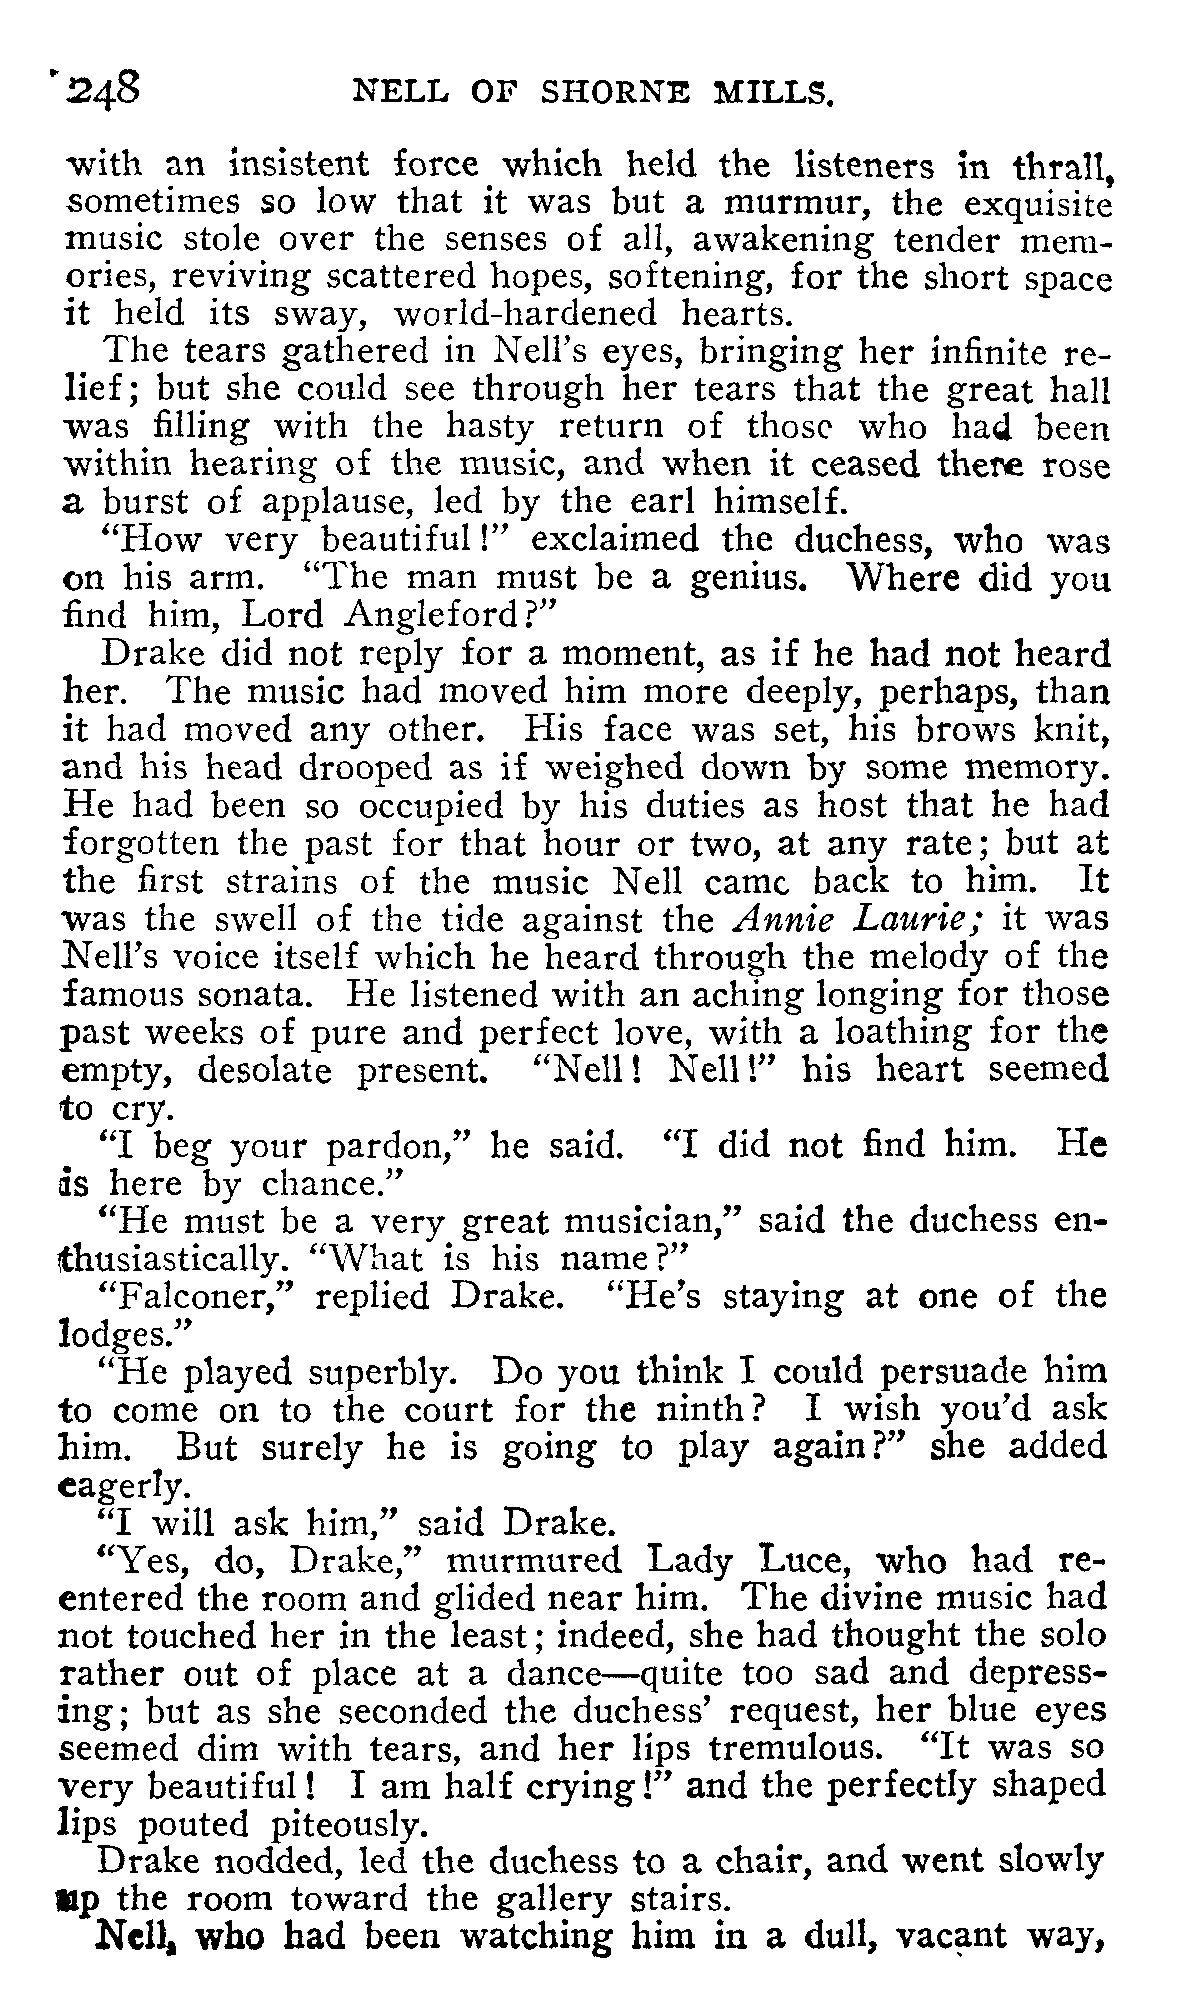 248 NELL OF SHORNE MILLS.
with an insistent force which held the listeners in thrall,
sometimes so low that it was but a murmur, the exquisite
music stole over the senses of all, awakening tender mem-
ories, reviving scattered hopes, softening, for the short space
it held its sway, world-hardened hearts.
The tears gathered in Nell's eyes, bringing her infinite re-
lief; but she could see through her tears that the great hall
was filling with the hasty return of those who had been
within hearing of the music, and when it ceased there rose
a burst of applause, led by the earl himself.
"How very beautiful!" exclaimed the duchess, who was
on his arm. "The man must be a genius. Where did you
find him, Lord Angleford?"
Drake did not reply for a moment, as if he had not heard
her. The music had moved him more deeply, perhaps, than
it had moved any other. His face was set, his brows knit,
and his head drooped as if weighed down by some memory.
He had been so occupied by his duties as host that he had
forgotten the past for that hour or two, at any rate; but at
the first strains of the music Nell came back to him. It
was the swell of the tide against the Annie Laurie; it was
Nell's voice itself which he heard through the melody of the
famous sonata. He listened with an aching longing for those
past weeks of pure and perfect love, with a loathing for the
empty, desolate present. "Nell! Nell!" his heart seemed
to cry.
"I beg your pardon," he said. "I did not find him. He
is here by chance."
"He must be a very great musician," said the duchess en-
thusiastically. "What is his name?"
"Falconer," replied Drake. "He's staying at one of the
lodges."
"He played superbly. Do you think I could persuade him
to come on to the court for the ninth? I wish you'd ask
him. But surely he is going to play again?" she added
eagerly.
"I will ask him," said Drake.
"Yes, do, Drake," murmured Lady Luce, who had re-
entered the room and glided near him. The divine music had
not touched her in the least; indeed, she had thought the solo
rather out of place at a dance—quite too sad and depress-
ing; but as she seconded the duchess' request, her blue eyes
seemed dim with tears, and her lips tremulous. "It was so
very beautiful! I am half crying!" and the perfectly shaped
lips pouted piteously.
Drake nodded, led the duchess to a chair, and went slowly
up the room toward the gallery stairs.
Nell, who had been watching him in a dull, vacant way,